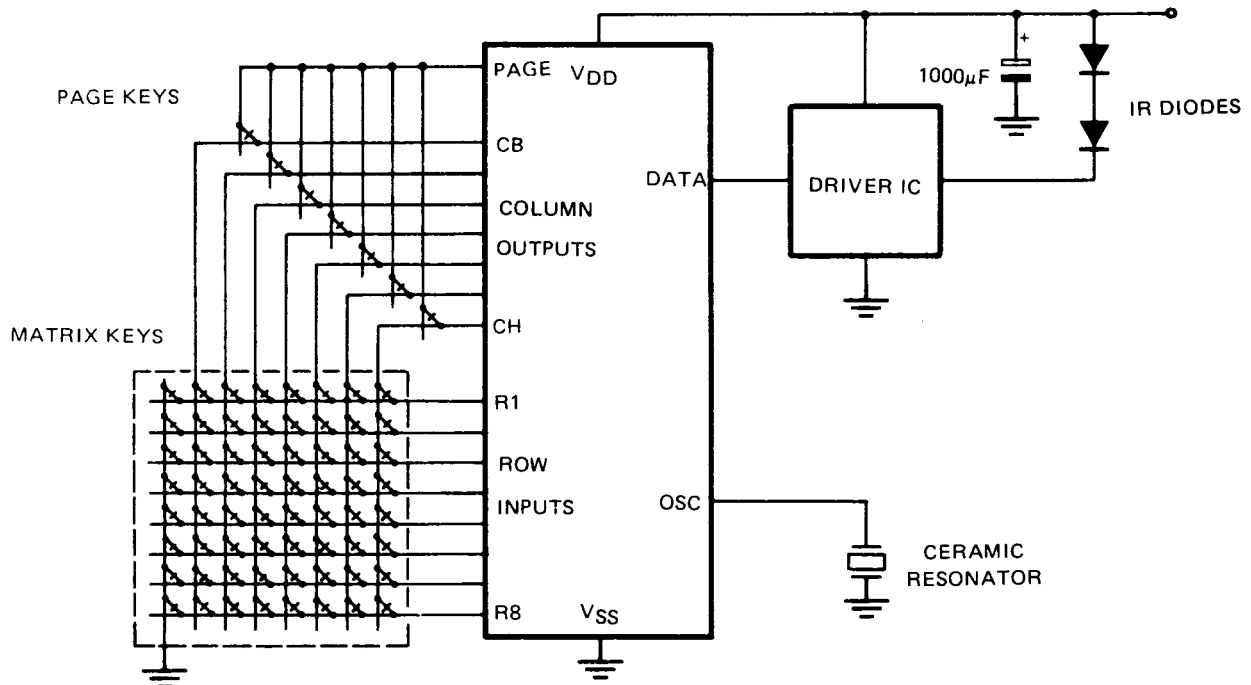 PAGE
VDD
PAGE KEYS
1000µF
+
IR DIODES
CB
DATA
DRIVER IC
COLUMN
OUTPUTS
CH
MATRIX KEYS
R1
ROW
INPUTS
OSC
CERAMIC
RESONATOR
R8
VSS